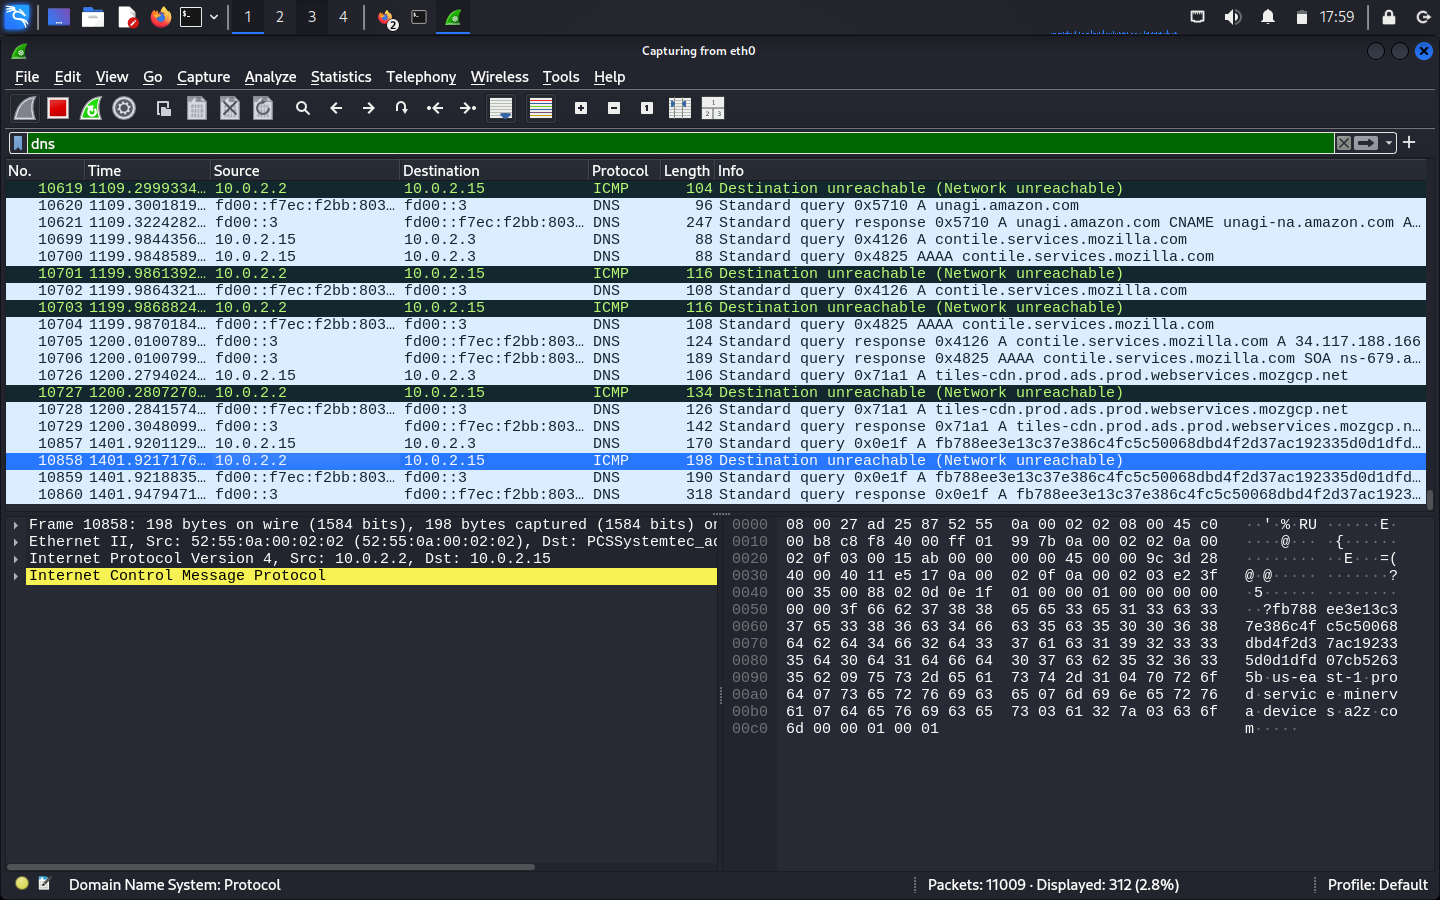 1 2 3 4 2 17:59
Capturing from eth0
File Edit View Go Capture Analyze Statistics Telephony Wireless Tools Help
dns
No. Time Source Destination Protocol Length Info
10619 1109.2999334… 10.0.2.2 10.0.2.15 ICMP 104 Destination unreachable (Network unreachable)
10620 1109.3001819… fd00::f7ec:f2bb:803… fd00::3 DNS 96 Standard query 0x5710 A unagi.amazon.com
10621 1109.3224282… fd00::3 fd00::f7ec:f2bb:803… DNS 247 Standard query response 0x5710 A unagi.amazon.com CNAME unagi-na.amazon.com A…
10699 1199.9844356… 10.0.2.15 10.0.2.3 DNS 88 Standard query 0x4126 A contile.services.mozilla.com
10700 1199.9848589… 10.0.2.15 10.0.2.3 DNS 88 Standard query 0x4825 AAAA contile.services.mozilla.com
10701 1199.9861392… 10.0.2.2 10.0.2.15 ICMP 116 Destination unreachable (Network unreachable)
10702 1199.9864321… fd00::f7ec:f2bb:803… fd00::3 DNS 108 Standard query 0x4126 A contile.services.mozilla.com
10703 1199.9868824… 10.0.2.2 10.0.2.15 ICMP 116 Destination unreachable (Network unreachable)
10704 1199.9870184… fd00::f7ec:f2bb:803… fd00::3 DNS 108 Standard query 0x4825 AAAA contile.services.mozilla.com
10705 1200.0100789… fd00::3 fd00::f7ec:f2bb:803… DNS 124 Standard query response 0x4126 A contile.services.mozilla.com A 34.117.188.166
10706 1200.0100799… fd00::3 fd00::f7ec:f2bb:803… DNS 189 Standard query response 0x4825 AAAA contile.services.mozilla.com SOA ns-679.a…
10726 1200.2794024… 10.0.2.15 10.0.2.3 DNS 106 Standard query 0x71a1 A tiles-cdn.prod.ads.prod.webservices.mozgcp.net
10727 1200.2807270… 10.0.2.2 10.0.2.15 ICMP 134 Destination unreachable (Network unreachable)
10728 1200.2841574… fd00::f7ec:f2bb:803… fd00::3 DNS 126 Standard query 0x71a1 A tiles-cdn.prod.ads.prod.webservices.mozgcp.net
10729 1200.3048099… fd00::3 fd00::f7ec:f2bb:803… DNS 142 Standard query response 0x71a1 A tiles-cdn.prod.ads.prod.webservices.mozgcp.n…
10857 1401.9201129… 10.0.2.15 10.0.2.3 DNS 170 Standard query 0x0e1f A fb788ee3e13c37e386c4fc5c50068dbd4f2d37ac192335d0d1dfd…
10858 1401.9217176… 10.0.2.2 10.0.2.15 ICMP 198 Destination unreachable (Network unreachable)
10859 1401.9218835… fd00::f7ec:f2bb:803… fd00::3 DNS 190 Standard query 0x0e1f A fb788ee3e13c37e386c4fc5c50068dbd4f2d37ac192335d0d1dfd…
10860 1401.9479471… fd00::3 fd00::f7ec:f2bb:803… DNS 318 Standard query response 0x0e1f A fb788ee3e13c37e386c4fc5c50068dbd4f2d37ac1923…
Frame 10858: 198 bytes on wire (1584 bits), 198 bytes captured (1584 bits) on
Ethernet II, Src: 52:55:0a:00:02:02 (52:55:0a:00:02:02), Dst: PCSSystemtec_ad
Internet Protocol Version 4, Src: 10.0.2.2, Dst: 10.0.2.15
Internet Control Message Protocol
0000 08 00 27 ad 25 87 52 55 0a 00 02 02 08 00 45 c0 ··'·%·RU ······E·
0010 00 b8 c8 f8 40 00 ff 01 99 7b 0a 00 02 02 0a 00 ····@··· ·{······
0020 02 0f 03 00 15 ab 00 00 00 00 45 00 00 9c 3d 28 ········ ··E···=(
0030 40 00 40 11 e5 17 0a 00 02 0f 0a 00 02 03 e2 3f @·@····· ·······?
0040 00 35 00 88 02 0d 0e 1f 01 00 00 01 00 00 00 00 ·5······ ········
0050 00 00 3f 66 62 37 38 38 65 65 33 65 31 33 63 33 ··?fb788 ee3e13c3
0060 37 65 33 38 36 63 34 66 63 35 63 35 30 30 36 38 7e386c4f c5c50068
0070 64 62 64 34 66 32 64 33 37 61 63 31 39 32 33 33 dbd4f2d3 7ac19233
0080 35 64 30 64 31 64 66 64 30 37 63 62 35 32 36 33 5d0d1dfd 07cb5263
0090 35 62 09 75 73 2d 65 61 73 74 2d 31 04 70 72 6f 5b·us-ea st-1·pro
00a0 64 07 73 65 72 76 69 63 65 07 6d 69 6e 65 72 76 d·servic e·minerv
00b0 61 07 64 65 76 69 63 65 73 03 61 32 7a 03 63 6f a·device s·a2z·co
00c0 6d 00 00 01 00 01 m·····
Domain Name System: Protocol Packets: 11009 · Displayed: 312 (2.8%) Profile: Default